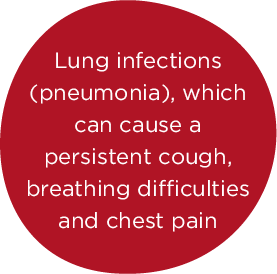 Lung infections
(pneumonia), which
can cause a
persistent cough,
breathing difficulties
and chest pain